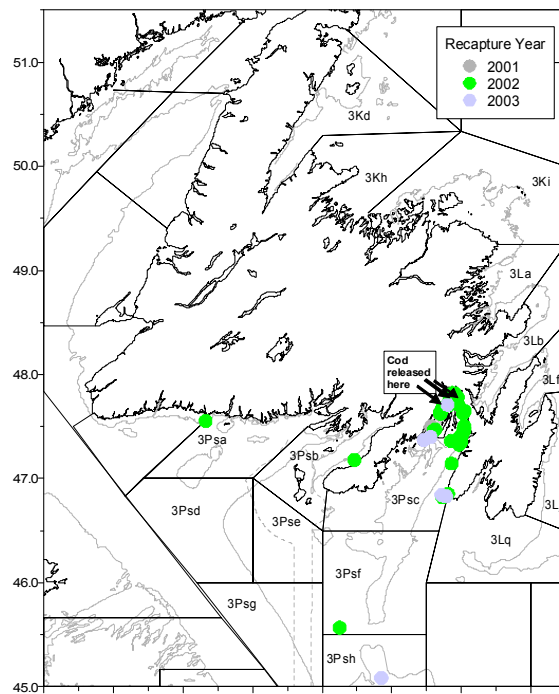 51.0
50.0
49.0
48.0
47.0
46.0
45.0
Recapture Year
2001
2002
2003
3Kd
3Kh
3Ki
3La
3Lb
3Lf
Cod
released
here
3Psa
3Psb
3Psc
3L
3Psd
3Pse
3Lq
3Psf
3Psg
3Psh